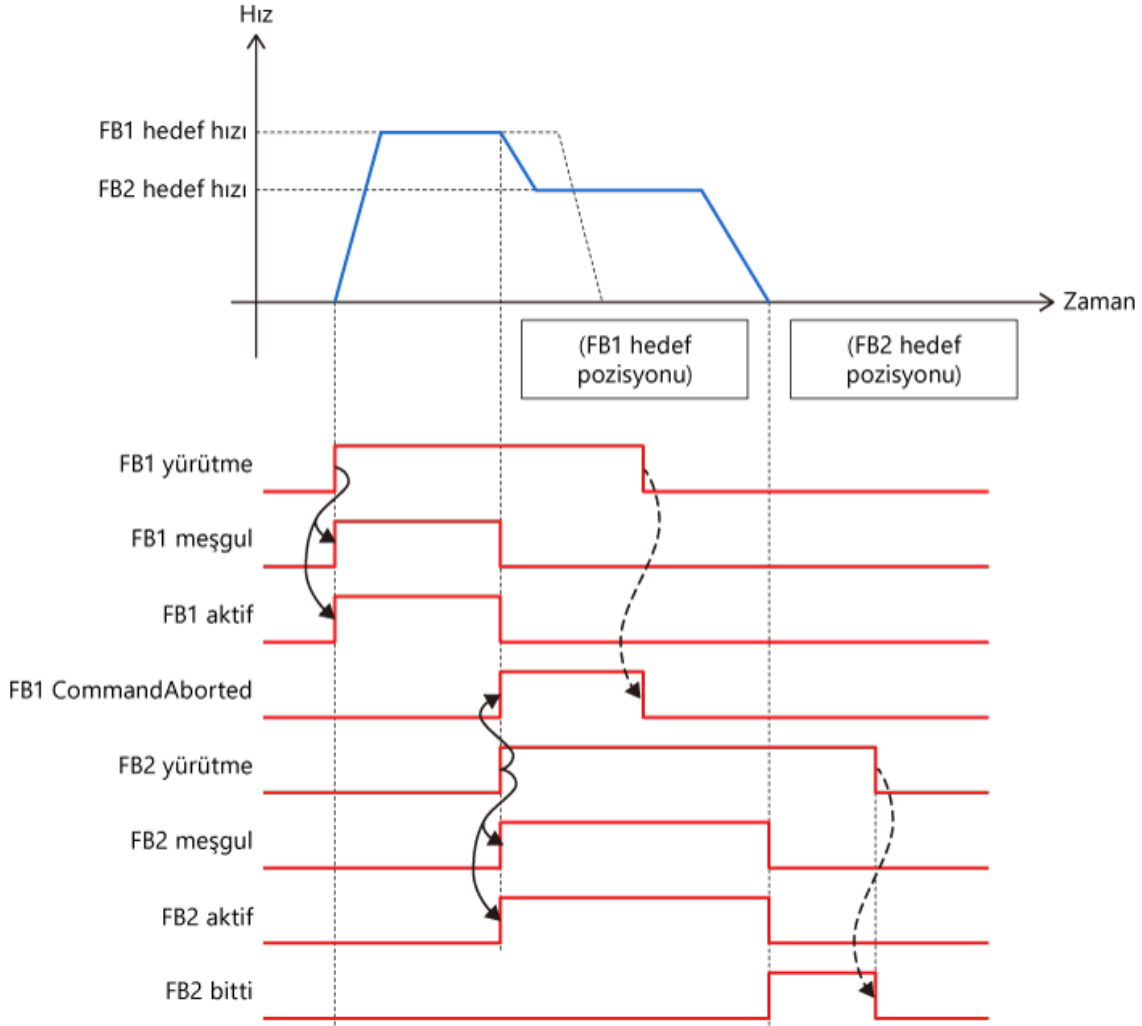 Hız
FB1 hedef hızı
FB2 hedef hızı
Zaman
(FB1 hedef
pozisyonu)
(FB2 hedef
pozisyonu)
FB1 yürütme
FB1 meşgul
FB1 aktif
FB1 CommandAborted
FB2 yürütme
FB2 meşgul
FB2 aktif
FB2 bitti